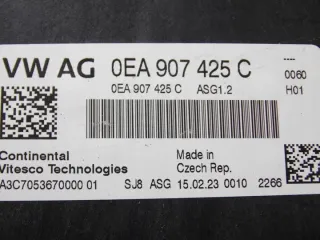 VW AG 0EA 907 425 C
0060
0EA 907 425 C ASG1.2 H01
Continental
Vitesco Technologies
Made in
Czech Rep.
A3C7053670000 01 SJ8 ASG 15.02.23 0010 2266